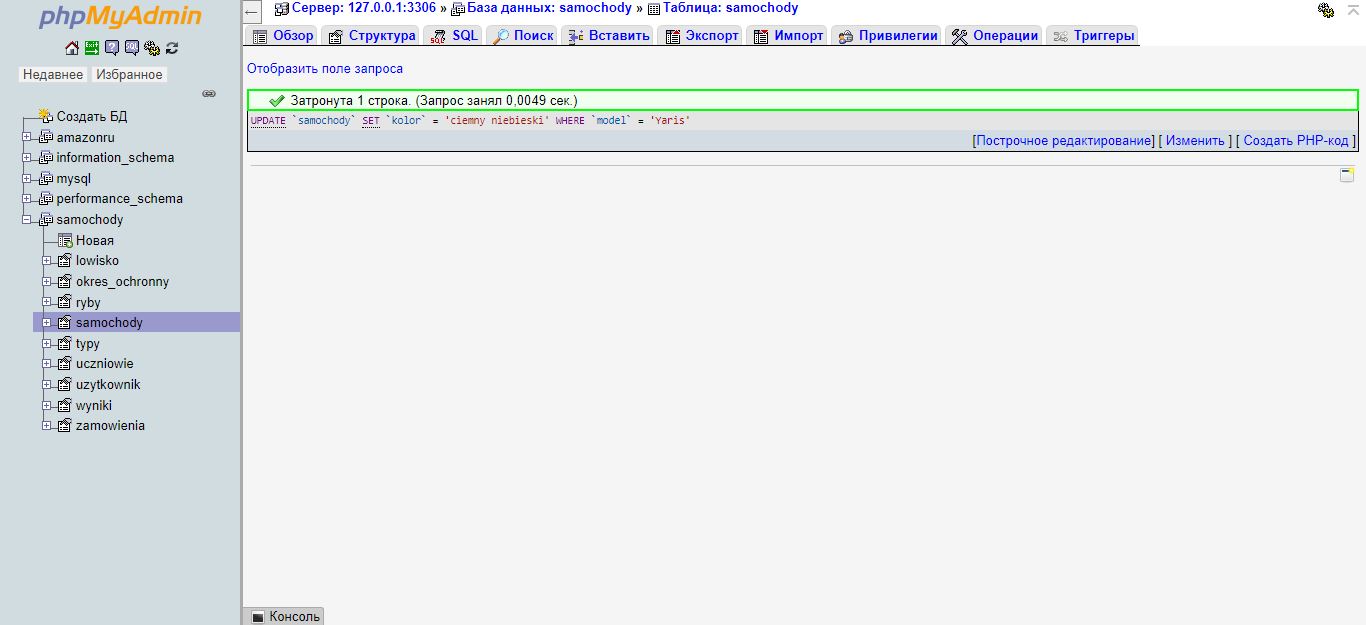 phpMyAdmin
Недавнее Избранное
Создать БД
amazonru
information_schema
mysql
performance_schema
samochody
Новая
lowisko
okres_ochronny
ryby
samochody
typy
uczniowie
uzytkownik
wyniki
zamowienia
Сервер: 127.0.0.1:3306 » База данных: samochody » Таблица: samochody
Обзор Структура SQL Поиск Вставить Экспорт Импорт Привилегии Операции Триггеры
Отобразить поле запроса
Затронута 1 строка. (Запрос занял 0,0049 сек.)
UPDATE `samochody` SET `kolor` = 'ciemny niebieski' WHERE `model` = 'Yaris'
[Построчное редактирование] [ Изменить ] [ Создать PHP-код ]
Консоль